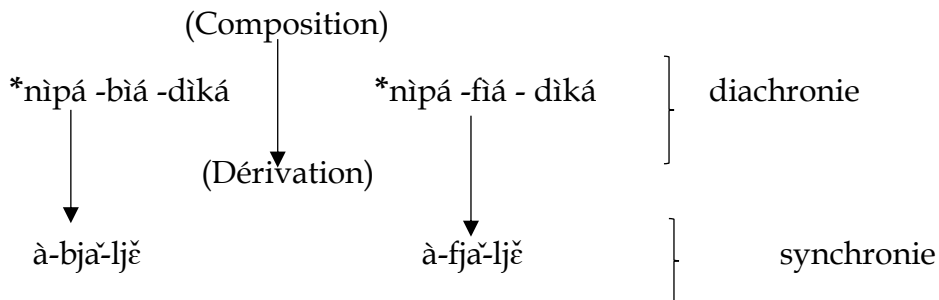 (Composition)
*nìpá -bìá -dìká *nìpá -fìá - dìká diachronie
(Dérivation)
à-bjǎ-ljɛ̌ à-fjǎ-ljɛ̌ synchronie